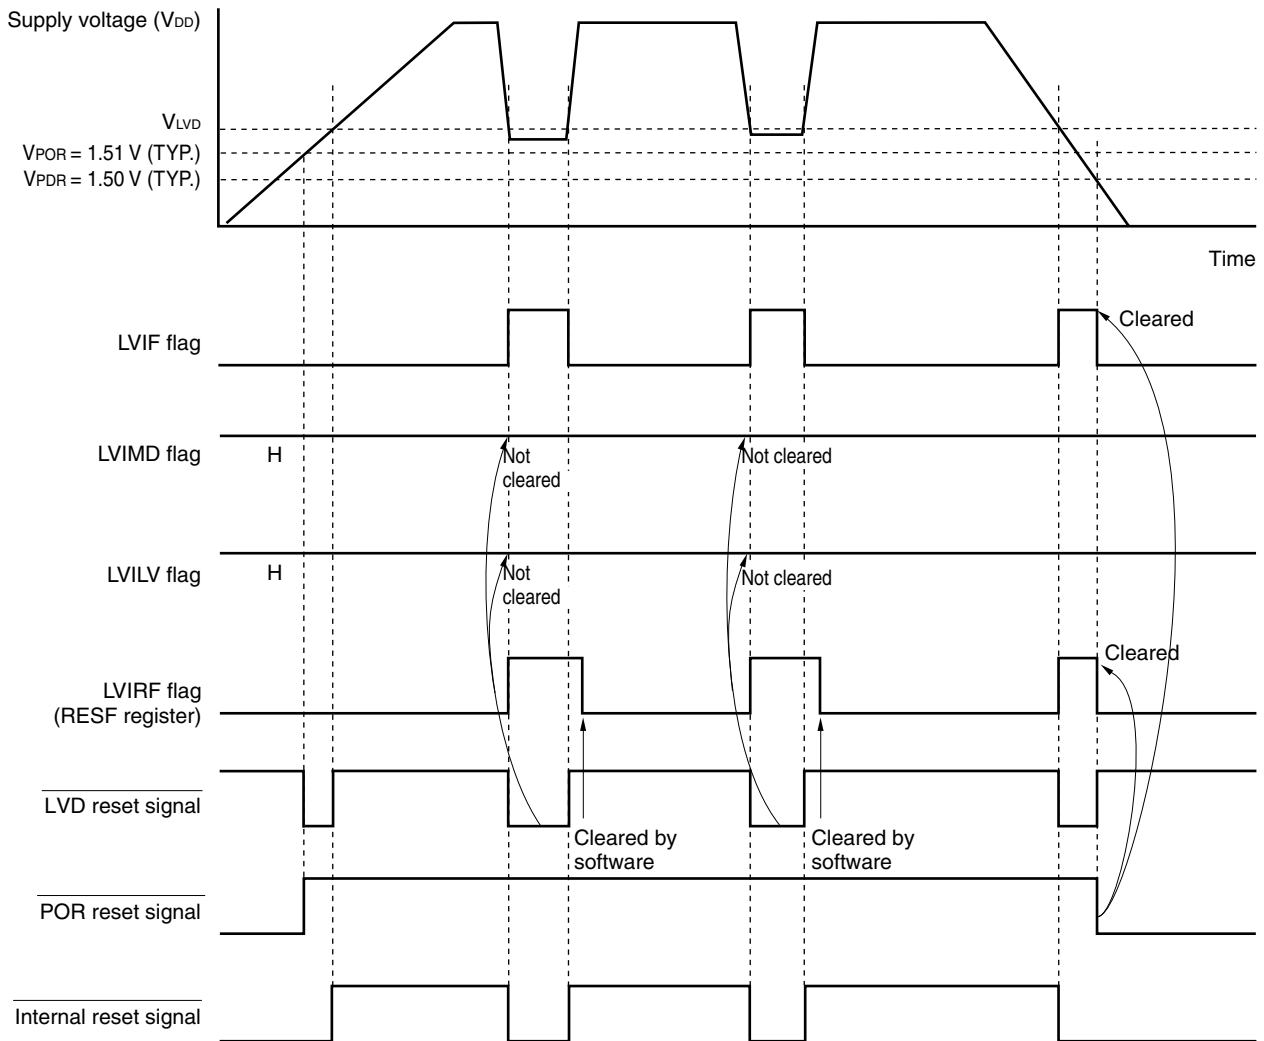 Supply voltage (VDD)
VLVD
VPOR = 1.51 V (TYP.)
VPDR = 1.50 V (TYP.)
Time
LVIF flag
Cleared
LVIMD flag
H
Not
cleared
Not cleared
LVILV flag
H
Not
cleared
Not cleared
LVIRF flag
(RESF register)
Cleared
LVD reset signal
Cleared by
software
Cleared by
software
POR reset signal
Internal reset signal